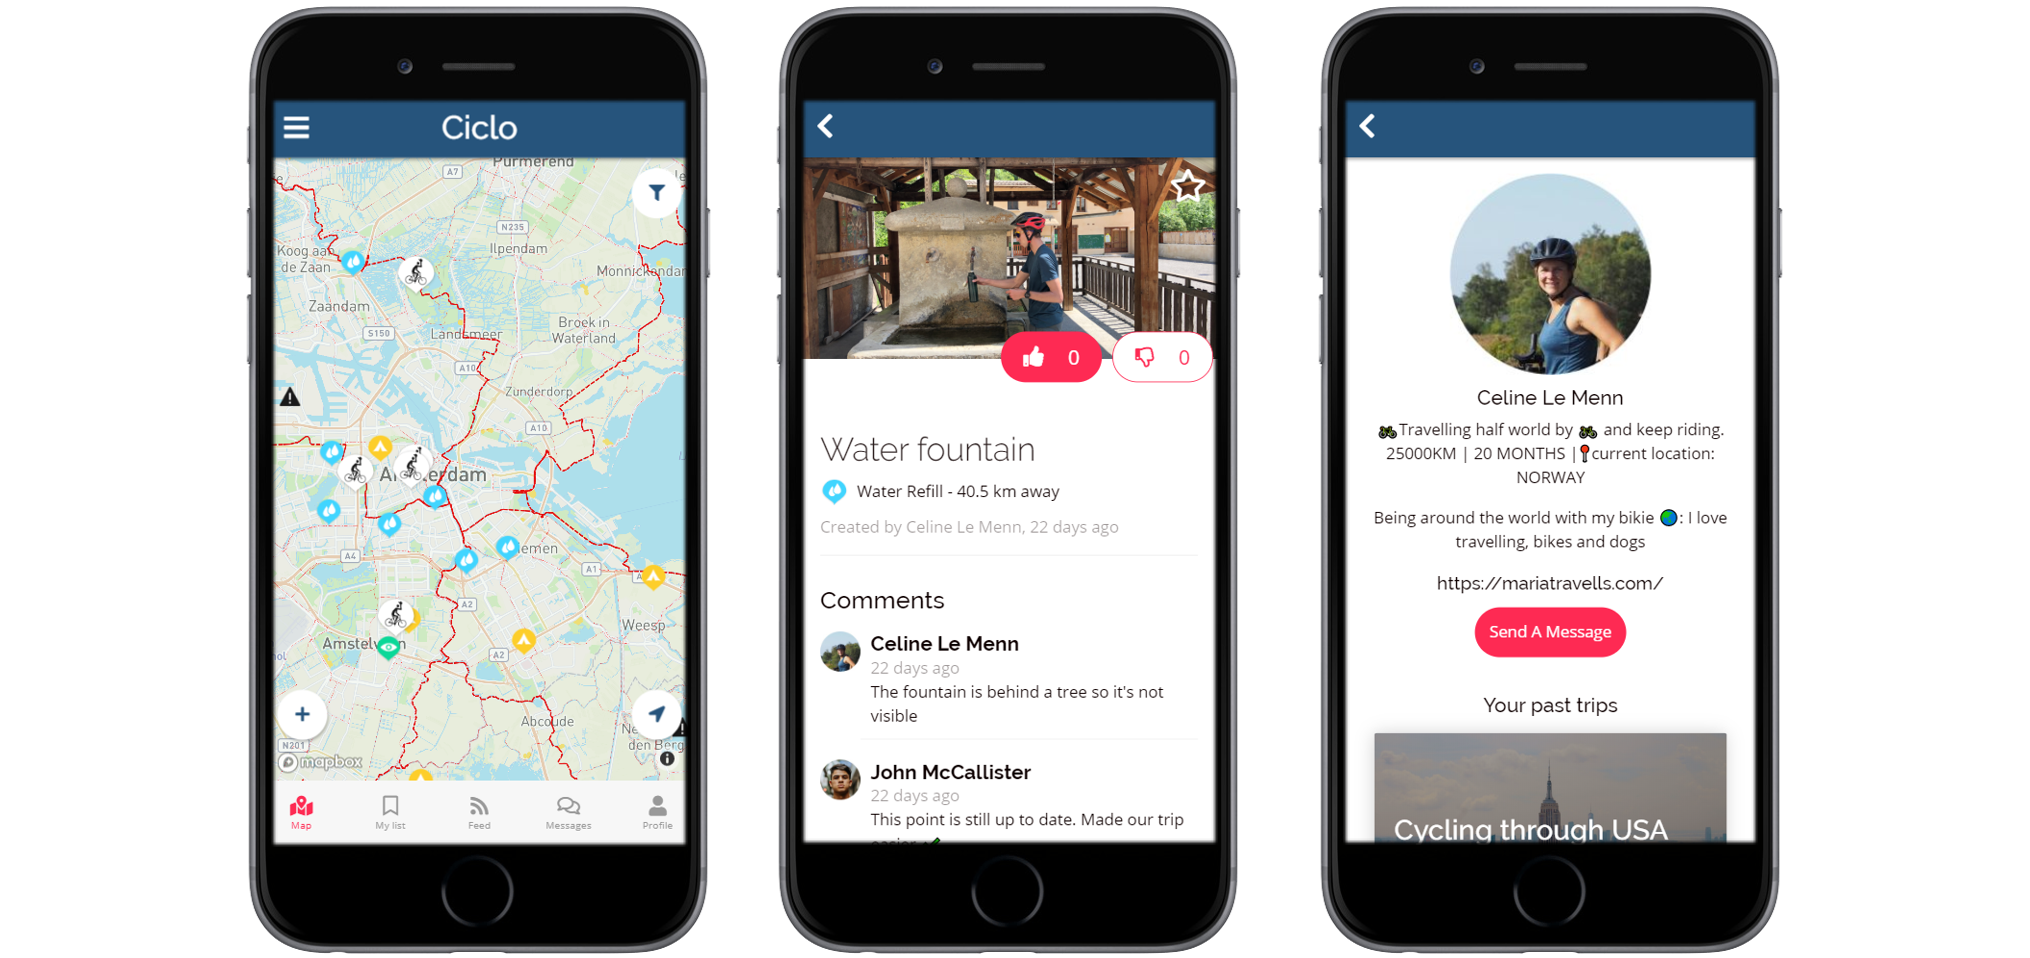 Ciclo
Purmerend
A7
N235
Koog aan
de Zaan
Ilpendam
Monnickendam
Zaandam
S150
Landsmeer
Broek in
Waterland
A10
Zunderdorp
A10
Amsterdam
A4
Diemen
A1
A2
Weesp
Amstelveen
A2
Abcoude
N201
den Berg
mapbox
Map
My list
Feed
Messages
Profile
0
0
Water fountain
Water Refill - 40.5 km away
Created by Celine Le Menn, 22 days ago
Comments
Celine Le Menn
22 days ago
The fountain is behind a tree so it's not
visible
John McCallister
22 days ago
This point is still up to date. Made our trip
easier
Celine Le Menn
🚲Travelling half world by 🚲 and keep riding.
25000KM | 20 MONTHS |📍current location:
NORWAY
Being around the world with my bikie 🌍: I love
travelling, bikes and dogs
https://mariatravells.com/
Send A Message
Your past trips
Cycling through USA